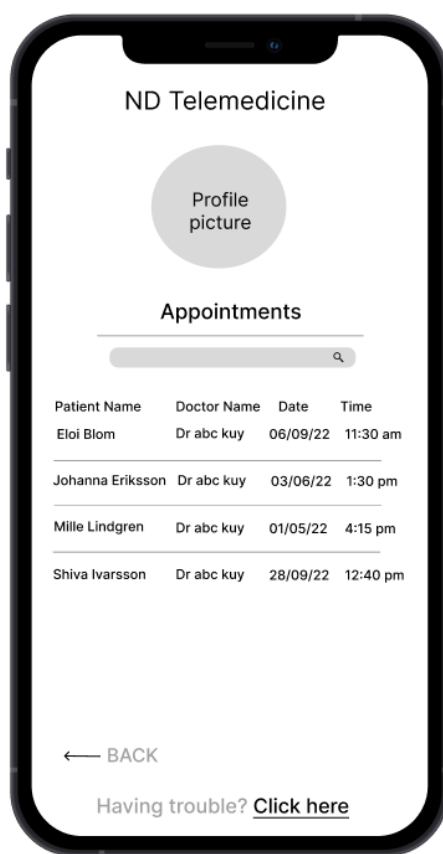 ND Telemedicine
Profile
picture
Appointments
Patient Name Doctor Name Date Time
Eloi Blom Dr abc kuy 06/09/22 11:30 am
Johanna Eriksson Dr abc kuy 03/06/22 1:30 pm
Mille Lindgren Dr abc kuy 01/05/22 4:15 pm
Shiva Ivarsson Dr abc kuy 28/09/22 12:40 pm
BACK
Having trouble? Click here